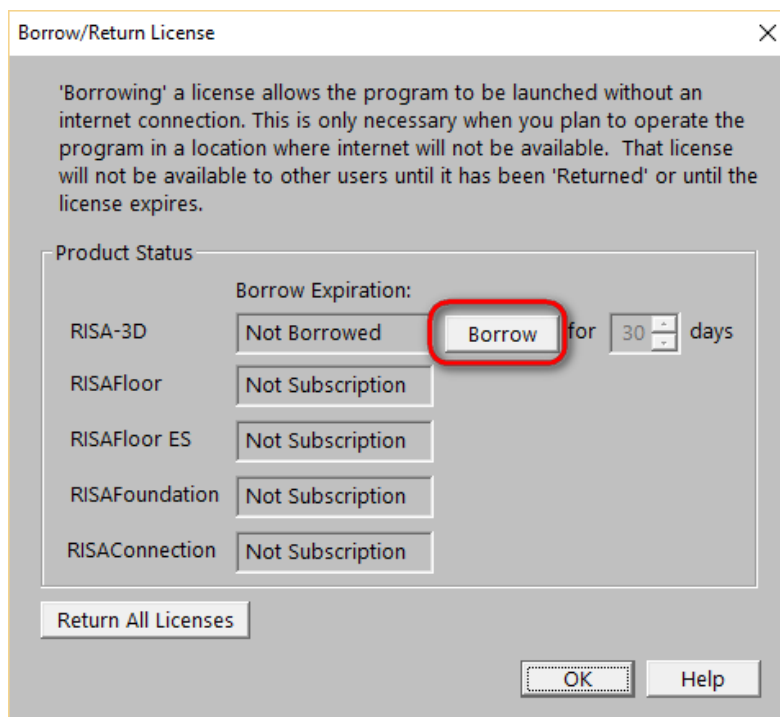 Borrow/Return License
'Borrowing' a license allows the program to be launched without an
internet connection. This is only necessary when you plan to operate the
program in a location where internet will not be available. That license
will not be available to other users until it has been 'Returned' or until the
license expires.
Product Status
Borrow Expiration:
RISA-3D Not Borrowed Borrow for 30 days
RISAFloor Not Subscription
RISAFloor ES Not Subscription
RISAFoundation Not Subscription
RISAConnection Not Subscription
Return All Licenses
OK Help